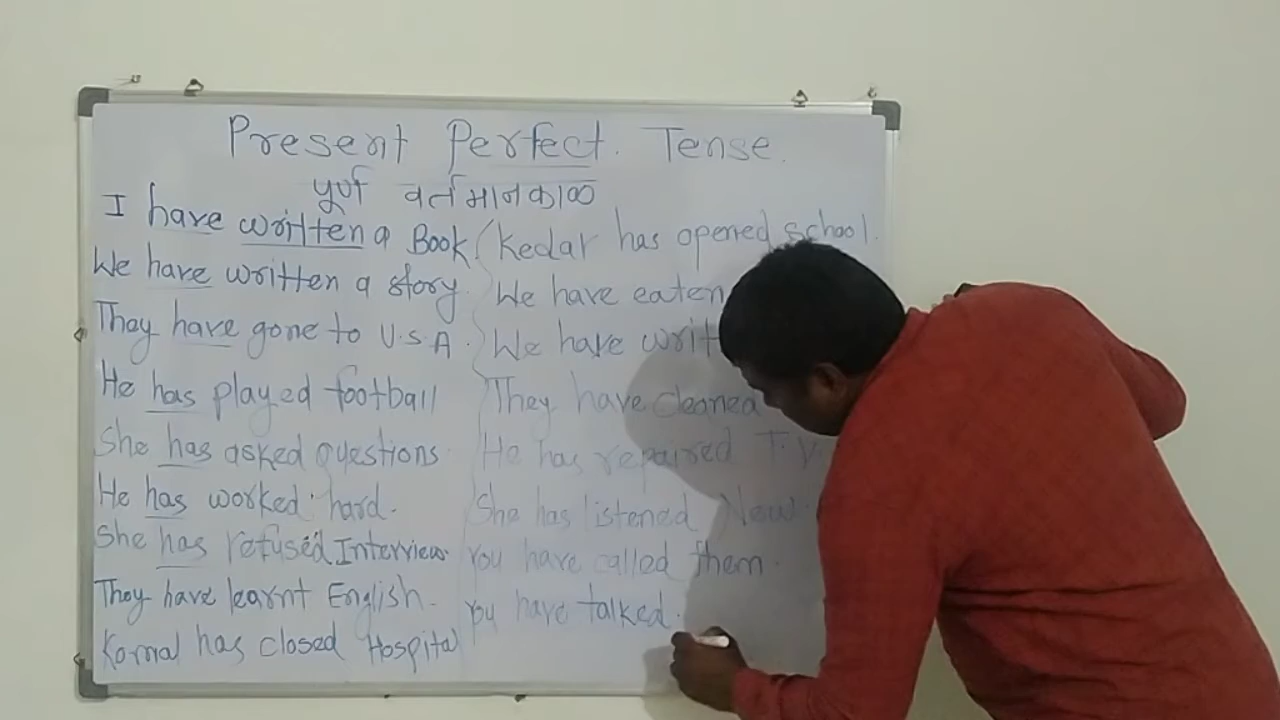 Present Perfect. Tense.
पूर्ण वर्तमानकाळ
I have written a Book.
We have written a story.
They have gone to U.S.A.
He has played football
She has asked questions.
He has worked hard.
She has refused Interview
They have learnt English.
Komal has closed Hospital
Kedar has opened school.
We have eaten
We have
They have cleaned
He has repaired T.V.
She has listened New
You have called them.
You have talked.